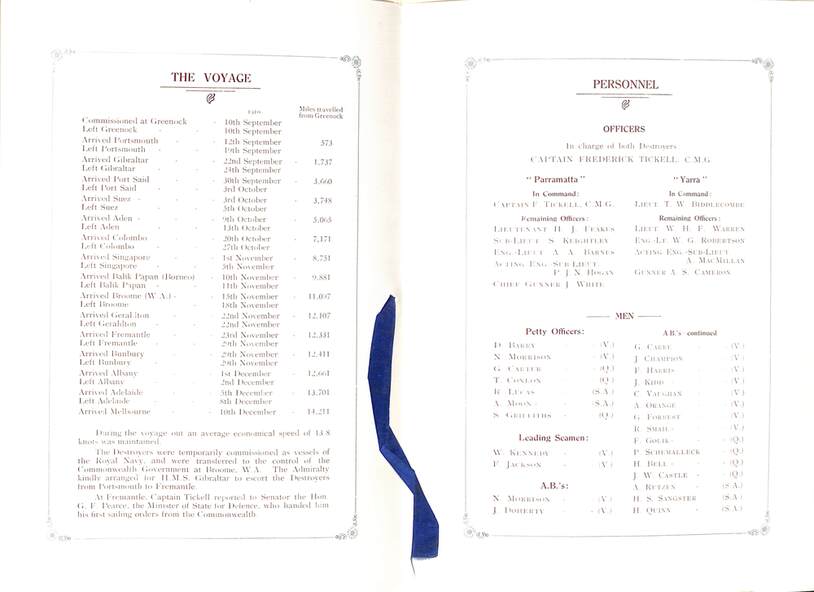 THE VOYAGE
DATE
Miles travelled
from Greenock
Commissioned at Greenock - 10th September
Left Greenock - - 10th September
Arrived Portsmouth - 12th September - 573
Left Portsmouth - - 19th September
Arrived Gibraltar - - 22nd September - 1,737
Left Gibraltar - - 24th September
Arrived Port Said - - 30th September - 3,660
Left Port Said - - 3rd October
Arrived Suez - - - 3rd October - 3,748
Left Suez - - 5th October
Arrived Aden - - - 9th October - 5,065
Left Aden - - 13th October
Arrived Colombo - - 20th October - 7,171
Left Colombo - - 27th October
Arrived Singapore - - 1st November - 8,751
Left Singapore - - 5th November
Arrived Balik Papan (Borneo) 10th November - 9,881
Left Balik Papan - - 11th November
Arrived Broome (W.A.) - - 15th November - 11,097
Left Broome - - 18th November
Arrived Geraldton - - 22nd November - 12,107
Left Geraldton - - 22nd November
Arrived Fremantle - - 23rd November - 12,331
Left Fremantle - - 29th November
Arrived Bunbury - - 29th November - 12,411
Left Bunbury - - 29th November
Arrived Albany - - 1st December - 12,661
Left Albany - - 2nd December
Arrived Adelaide - - 5th December - 13,701
Left Adelaide - - 8th December
Arrived Melbourne - - 10th December - 14,211
During the voyage out an average economical speed of 13.8
knots was maintained.
The Destroyers were temporarily commissioned as vessels of
the Royal Navy, and were transferred to the control of the
Commonwealth Government at Broome, W.A. The Admiralty
kindly arranged for H.M.S. Gibraltar to escort the Destroyers
from Portsmouth to Fremantle.
At Fremantle, Captain Tickell reported to Senator the Hon.
G. F. Pearce, the Minister of State for Defence, who handed him
his first sailing orders from the Commonwealth.
PERSONNEL
OFFICERS
In charge of both Destroyers
CAPTAIN FREDERICK TICKELL, C.M.G.
"Parramatta"
In Command:
CAPTAIN F. TICKELL, C.M.G.
Remaining Officers:
LIEUTENANT H. J. FEAKES
SUB-LIEUT. S. KEIGHTLEY
ENG.-LIEUT. A. A. BARNES
ACTING ENG. SUB-LIEUT.
P. J. N. HOGAN
CHIEF GUNNER J. WHITE
"Yarra"
In Command:
LIEUT. T. W. BIDDLECOMBE
Remaining Officers:
LIEUT. W. H. F. WARREN
ENG.-LT. W. G. ROBERTSON
ACTING ENG.-SUB-LIEUT.
A. MACMILLAN
GUNNER A. S. CAMERON
MEN
Petty Officers:
D. BARRY - (V.)
N. MORRISON - (V.)
G. CARTER - (Q.)
T. CONLON - (Q.)
R. LUCAS - (S.A.)
A. MOON - - (S.A.)
S. GRIFFITHS - (Q.)
Leading Seamen:
W. KENNEDY - - (V.)
F. JACKSON - - (V.)
A.B.'s:
N. MORRISON - - (V.)
J. DOHERTY - - (V.)
A.B.'s - continued
G. CAREY - - (V.)
J. CHAMPION - - (V.)
F. HARRIS - - (V.)
J. KIDD - - (V.)
C. VAUGHAN - - (V.)
A. ORANGE - - (V.)
G. FORREST - - (V.)
R. SMAIL - - (V.)
F. GOLIK - - - (Q.)
P. SCHUMALLECK - (Q.)
H. BELL - - - (Q.)
J. W. CASTLE - - (Q.)
A. RETZEN - - (S.A.)
H. S. SANGSTER - (S.A.)
H. QUINN - - (S.A.)